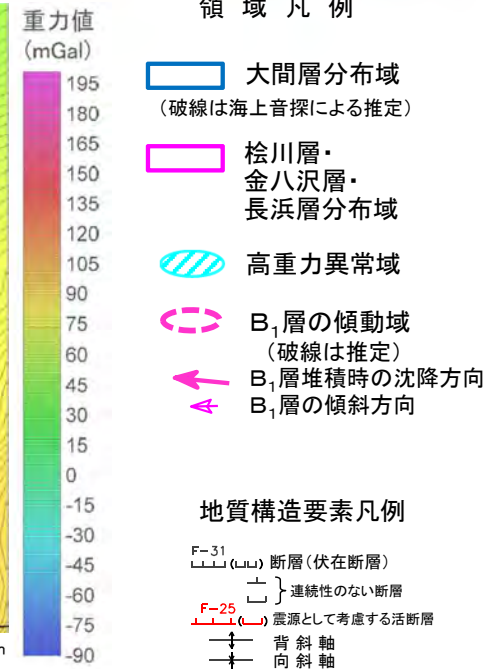 重力値
(mGal)
195
180
165
150
135
120
105
90
75
60
45
30
15
0
-15
-30
-45
-60
-75
-90
領域凡例
大間層分布域
(破線は海上音探による推定)
桧川層・
金八沢層・
長浜層分布域
高重力異常域
B₁層の傾動域
(破線は推定)
B₁層堆積時の沈降方向
B₁層の傾斜方向
地質構造要素凡例
F-31
断層(伏在断層)
連続性のない断層
F-25
震源として考慮する活断層
背斜軸
向斜軸